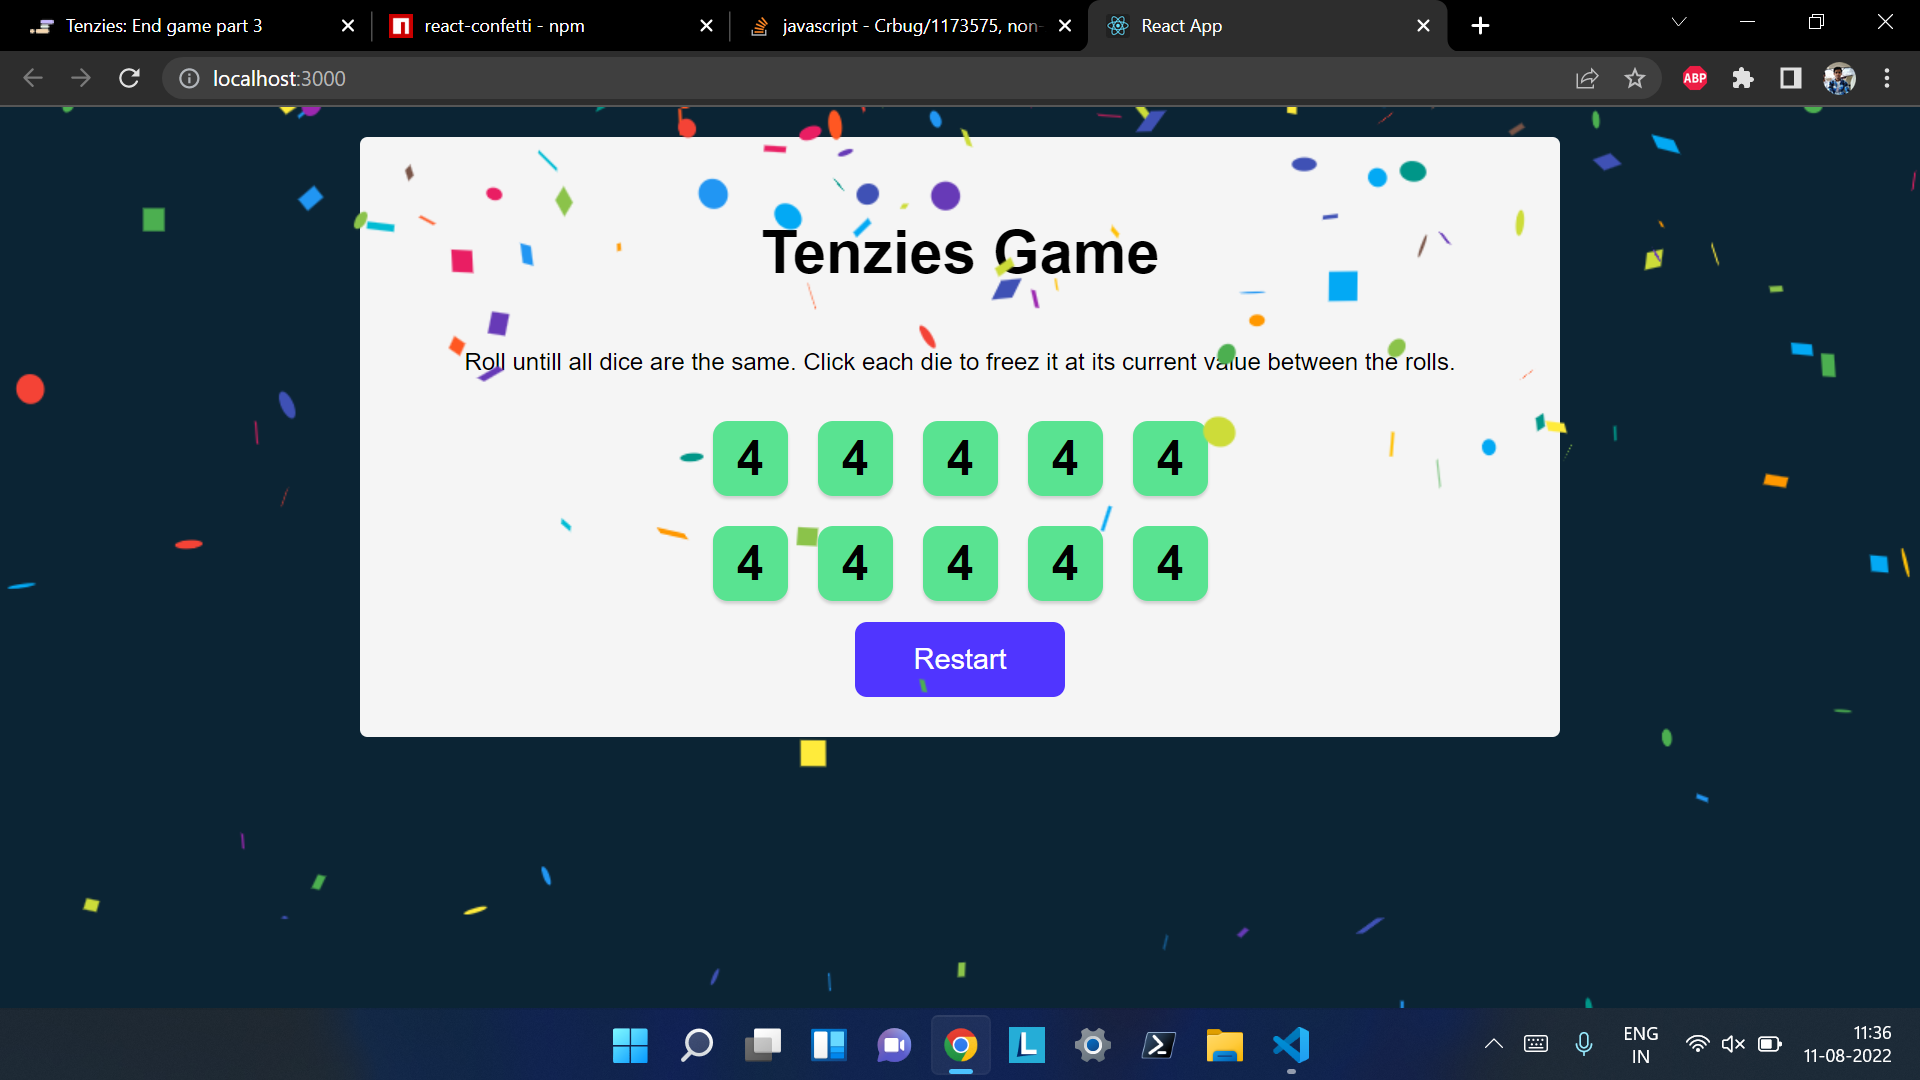 Tenzies: End game part 3
react-confetti - npm
javascript - Crbug/1173575, non-
React App
localhost:3000
ABP
Tenzies Game
Roll untill all dice are the same. Click each die to freez it at its current value between the rolls.
4 4 4 4 4
4 4 4 4 4
Restart
L
ENG
IN
11:36
11-08-2022